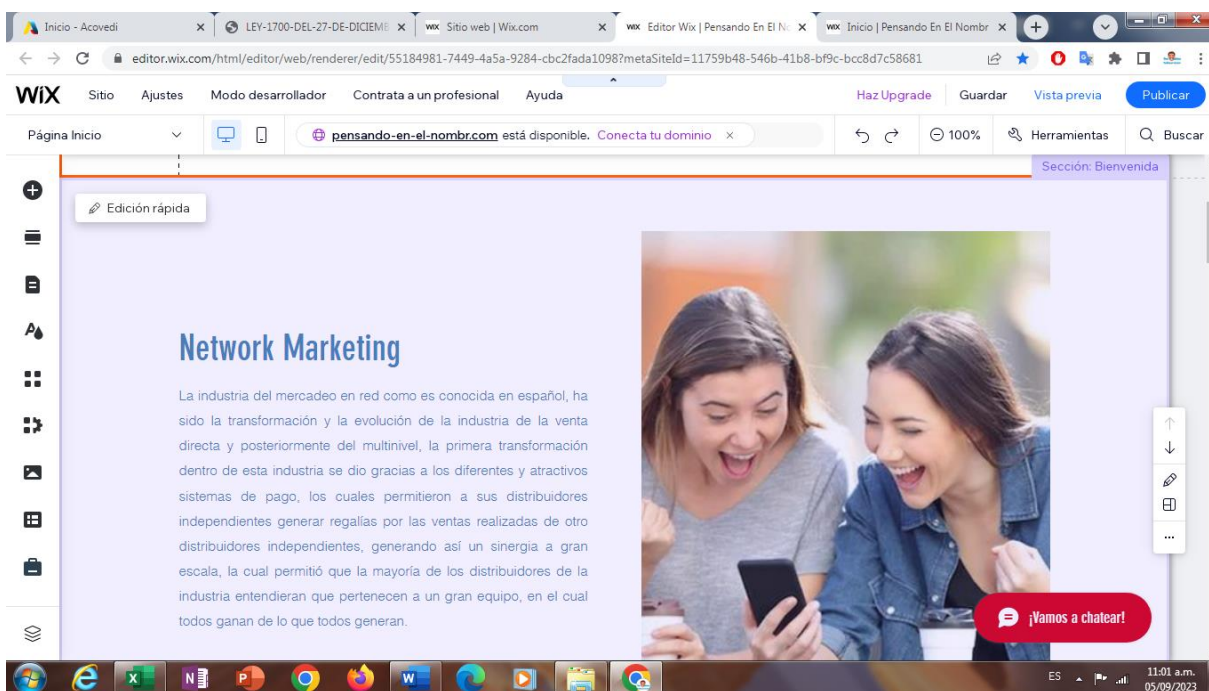 Inicio - Acovedi
LEY-1700-DEL-27-DE-DICIEMB
WIX Sitio web | Wix.com
WIX Editor Wix | Pensando En El No
WIX Inicio | Pensando En El Nombr
editor.wix.com/html/editor/web/renderer/edit/55184981-7449-4a5a-9284-cbc2fada1098?metaSiteId=11759b48-546b-41b8-bf9c-bcc8d7c58681
WiX Sitio Ajustes Modo desarrollador Contrata a un profesional Ayuda Haz Upgrade Guardar Vista previa Publicar
Página Inicio pensando-en-el-nombr.com está disponible. Conecta tu dominio × 100% Herramientas Buscar
Sección: Bienvenida
Edición rápida
Network Marketing
La industria del mercadeo en red como es conocida en español, ha
sido la transformación y la evolución de la industria de la venta
directa y posteriormente del multinivel, la primera transformación
dentro de esta industria se dio gracias a los diferentes y atractivos
sistemas de pago, los cuales permitieron a sus distribuidores
independientes generar regalías por las ventas realizadas de otro
distribuidores independientes, generando así un sinergia a gran
escala, la cual permitió que la mayoría de los distribuidores de la
industria entendieran que pertenecen a un gran equipo, en el cual
todos ganan de lo que todos generan.
¡Vamos a chatear!
ES 11:01 a.m.
05/09/2023